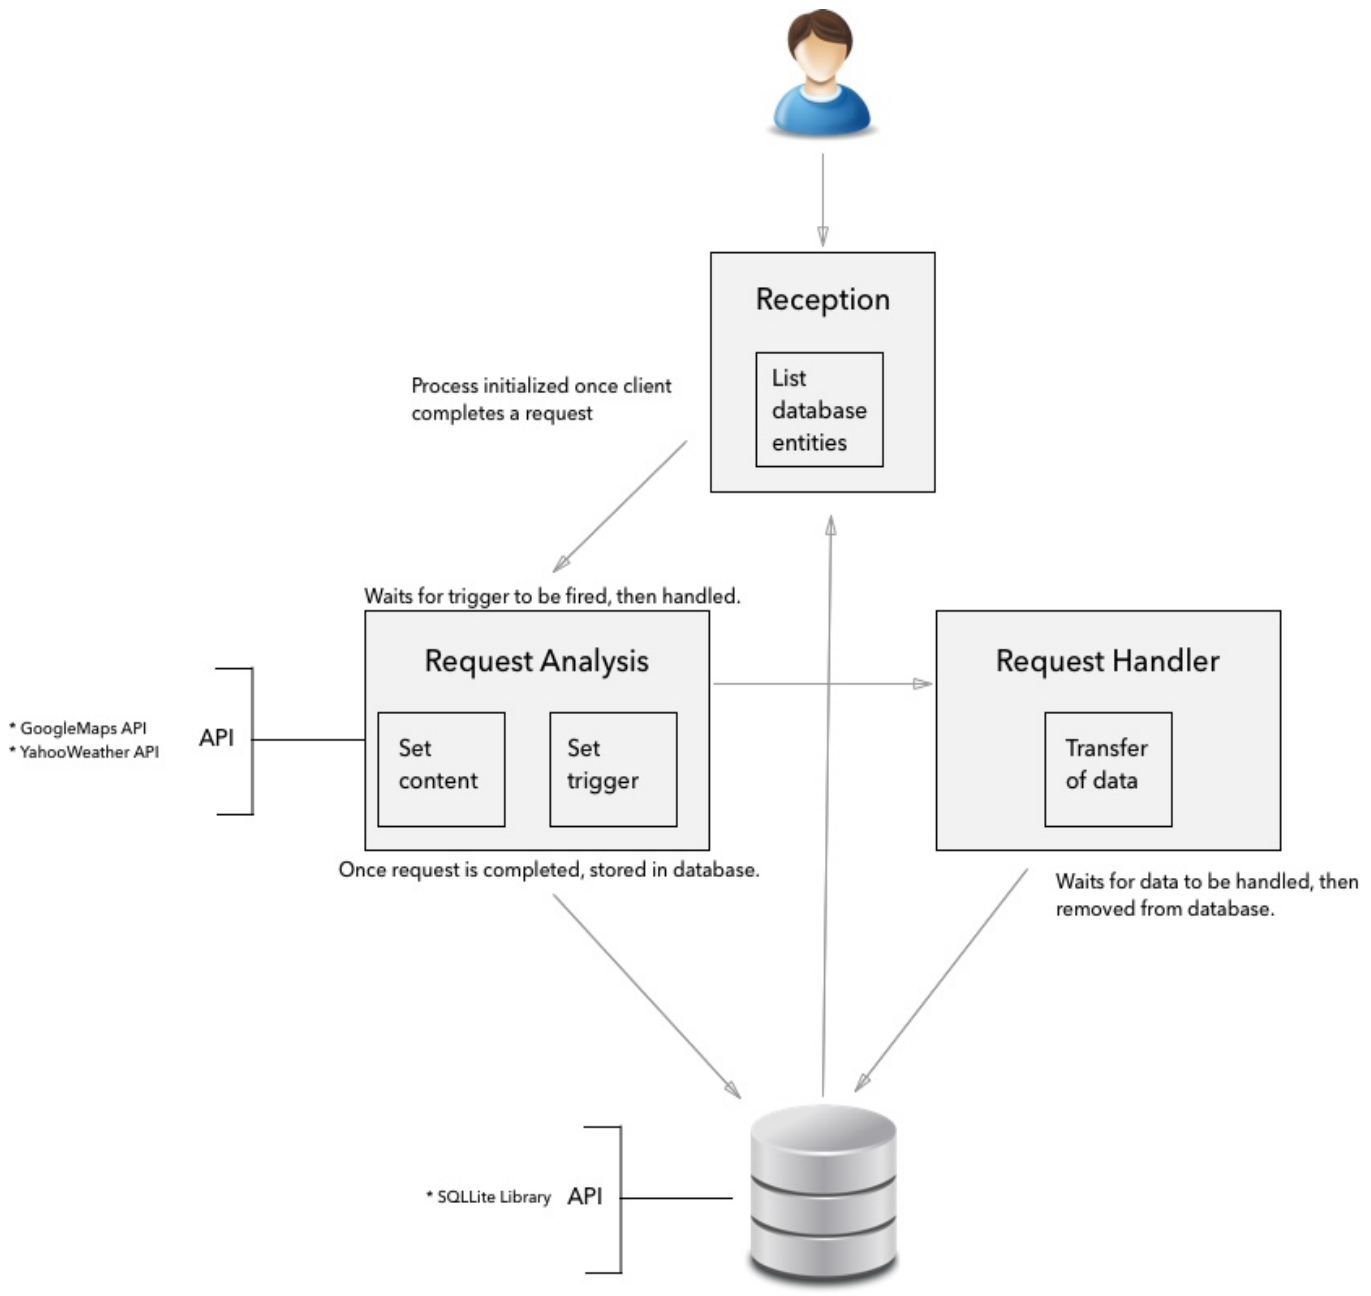 Reception
List
database
entities
Process initialized once client
completes a request
Waits for trigger to be fired, then handled.
Request Analysis
Set
content
Set
trigger
Request Handler
Transfer
of data
* GoogleMaps API
* YahooWeather API
API
Once request is completed, stored in database.
Waits for data to be handled, then
removed from database.
* SQLLite Library
API